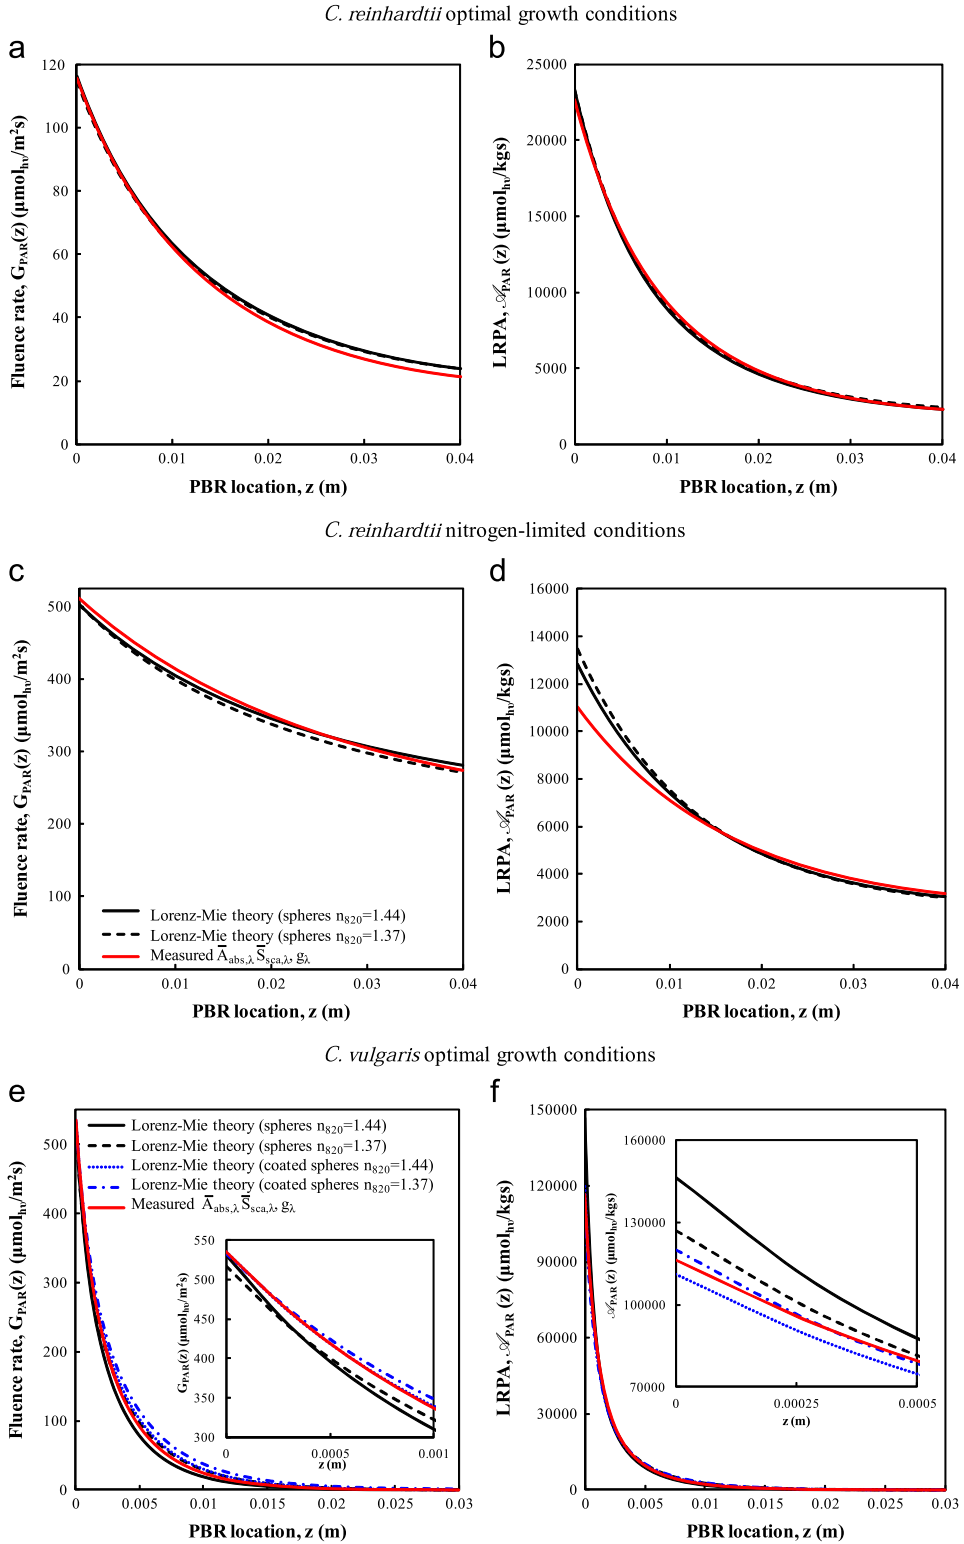 C. reinhardtii optimal growth conditions
a
b
Fluence rate, G_PAR(z) (μmol_hυ/m²s)
120
100
80
60
40
20
0
0
0.01
0.02
0.03
0.04
PBR location, z (m)
LRPA, 𝒜_PAR (z) (μmol_hυ/kgs)
25000
20000
15000
10000
5000
0
0
0.01
0.02
0.03
0.04
PBR location, z (m)
C. reinhardtii nitrogen-limited conditions
c
d
Fluence rate, G_PAR(z) (μmol_hυ/m²s)
500
400
300
200
100
0
Lorenz-Mie theory (spheres n₈₂₀=1.44)
Lorenz-Mie theory (spheres n₈₂₀=1.37)
Measured A̅_abs,λ S̅_sca,λ, g_λ
0
0.01
0.02
0.03
0.04
PBR location, z (m)
LRPA, 𝒜_PAR (z) (μmol_hυ/kgs)
16000
14000
12000
10000
8000
6000
4000
2000
0
0
0.01
0.02
0.03
0.04
PBR location, z (m)
C. vulgaris optimal growth conditions
e
f
Fluence rate, G_PAR(z) (μmol_hυ/m²s)
500
400
300
200
100
0
Lorenz-Mie theory (spheres n₈₂₀=1.44)
Lorenz-Mie theory (spheres n₈₂₀=1.37)
Lorenz-Mie theory (coated spheres n₈₂₀=1.44)
Lorenz-Mie theory (coated spheres n₈₂₀=1.37)
Measured A̅_abs,λ S̅_sca,λ, g_λ
G_PAR(z) (μmol_hυ/m²s)
550
500
450
400
350
300
0
0.0005
0.001
z (m)
0
0.005
0.01
0.015
0.02
0.025
0.03
PBR location, z (m)
LRPA, 𝒜_PAR (z) (μmol_hυ/kgs)
150000
120000
90000
60000
30000
0
𝒜_PAR (z) (μmol_hυ/kgs)
160000
130000
100000
70000
0
0.00025
0.0005
z (m)
0
0.005
0.01
0.015
0.02
0.025
0.03
PBR location, z (m)